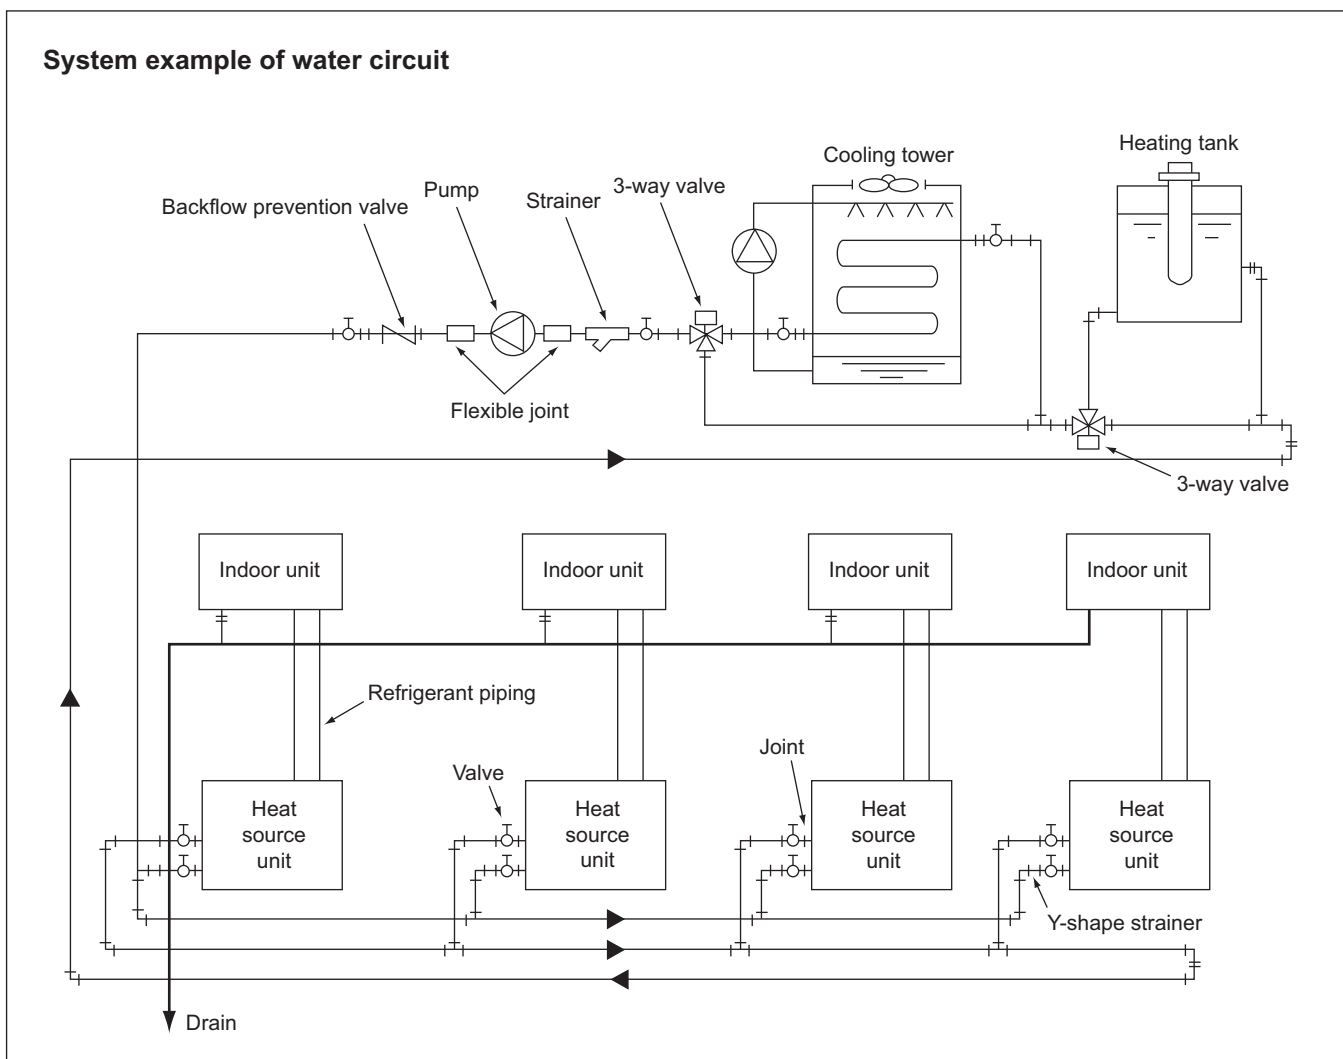 System example of water circuit
Heating tank
Cooling tower
3-way valve
Pump
Strainer
Backflow prevention valve
Flexible joint
3-way valve
Indoor unit
Indoor unit
Indoor unit
Indoor unit
Refrigerant piping
Joint
Valve
Heat
source
unit
Heat
source
unit
Heat
source
unit
Heat
source
unit
Y-shape strainer
Drain